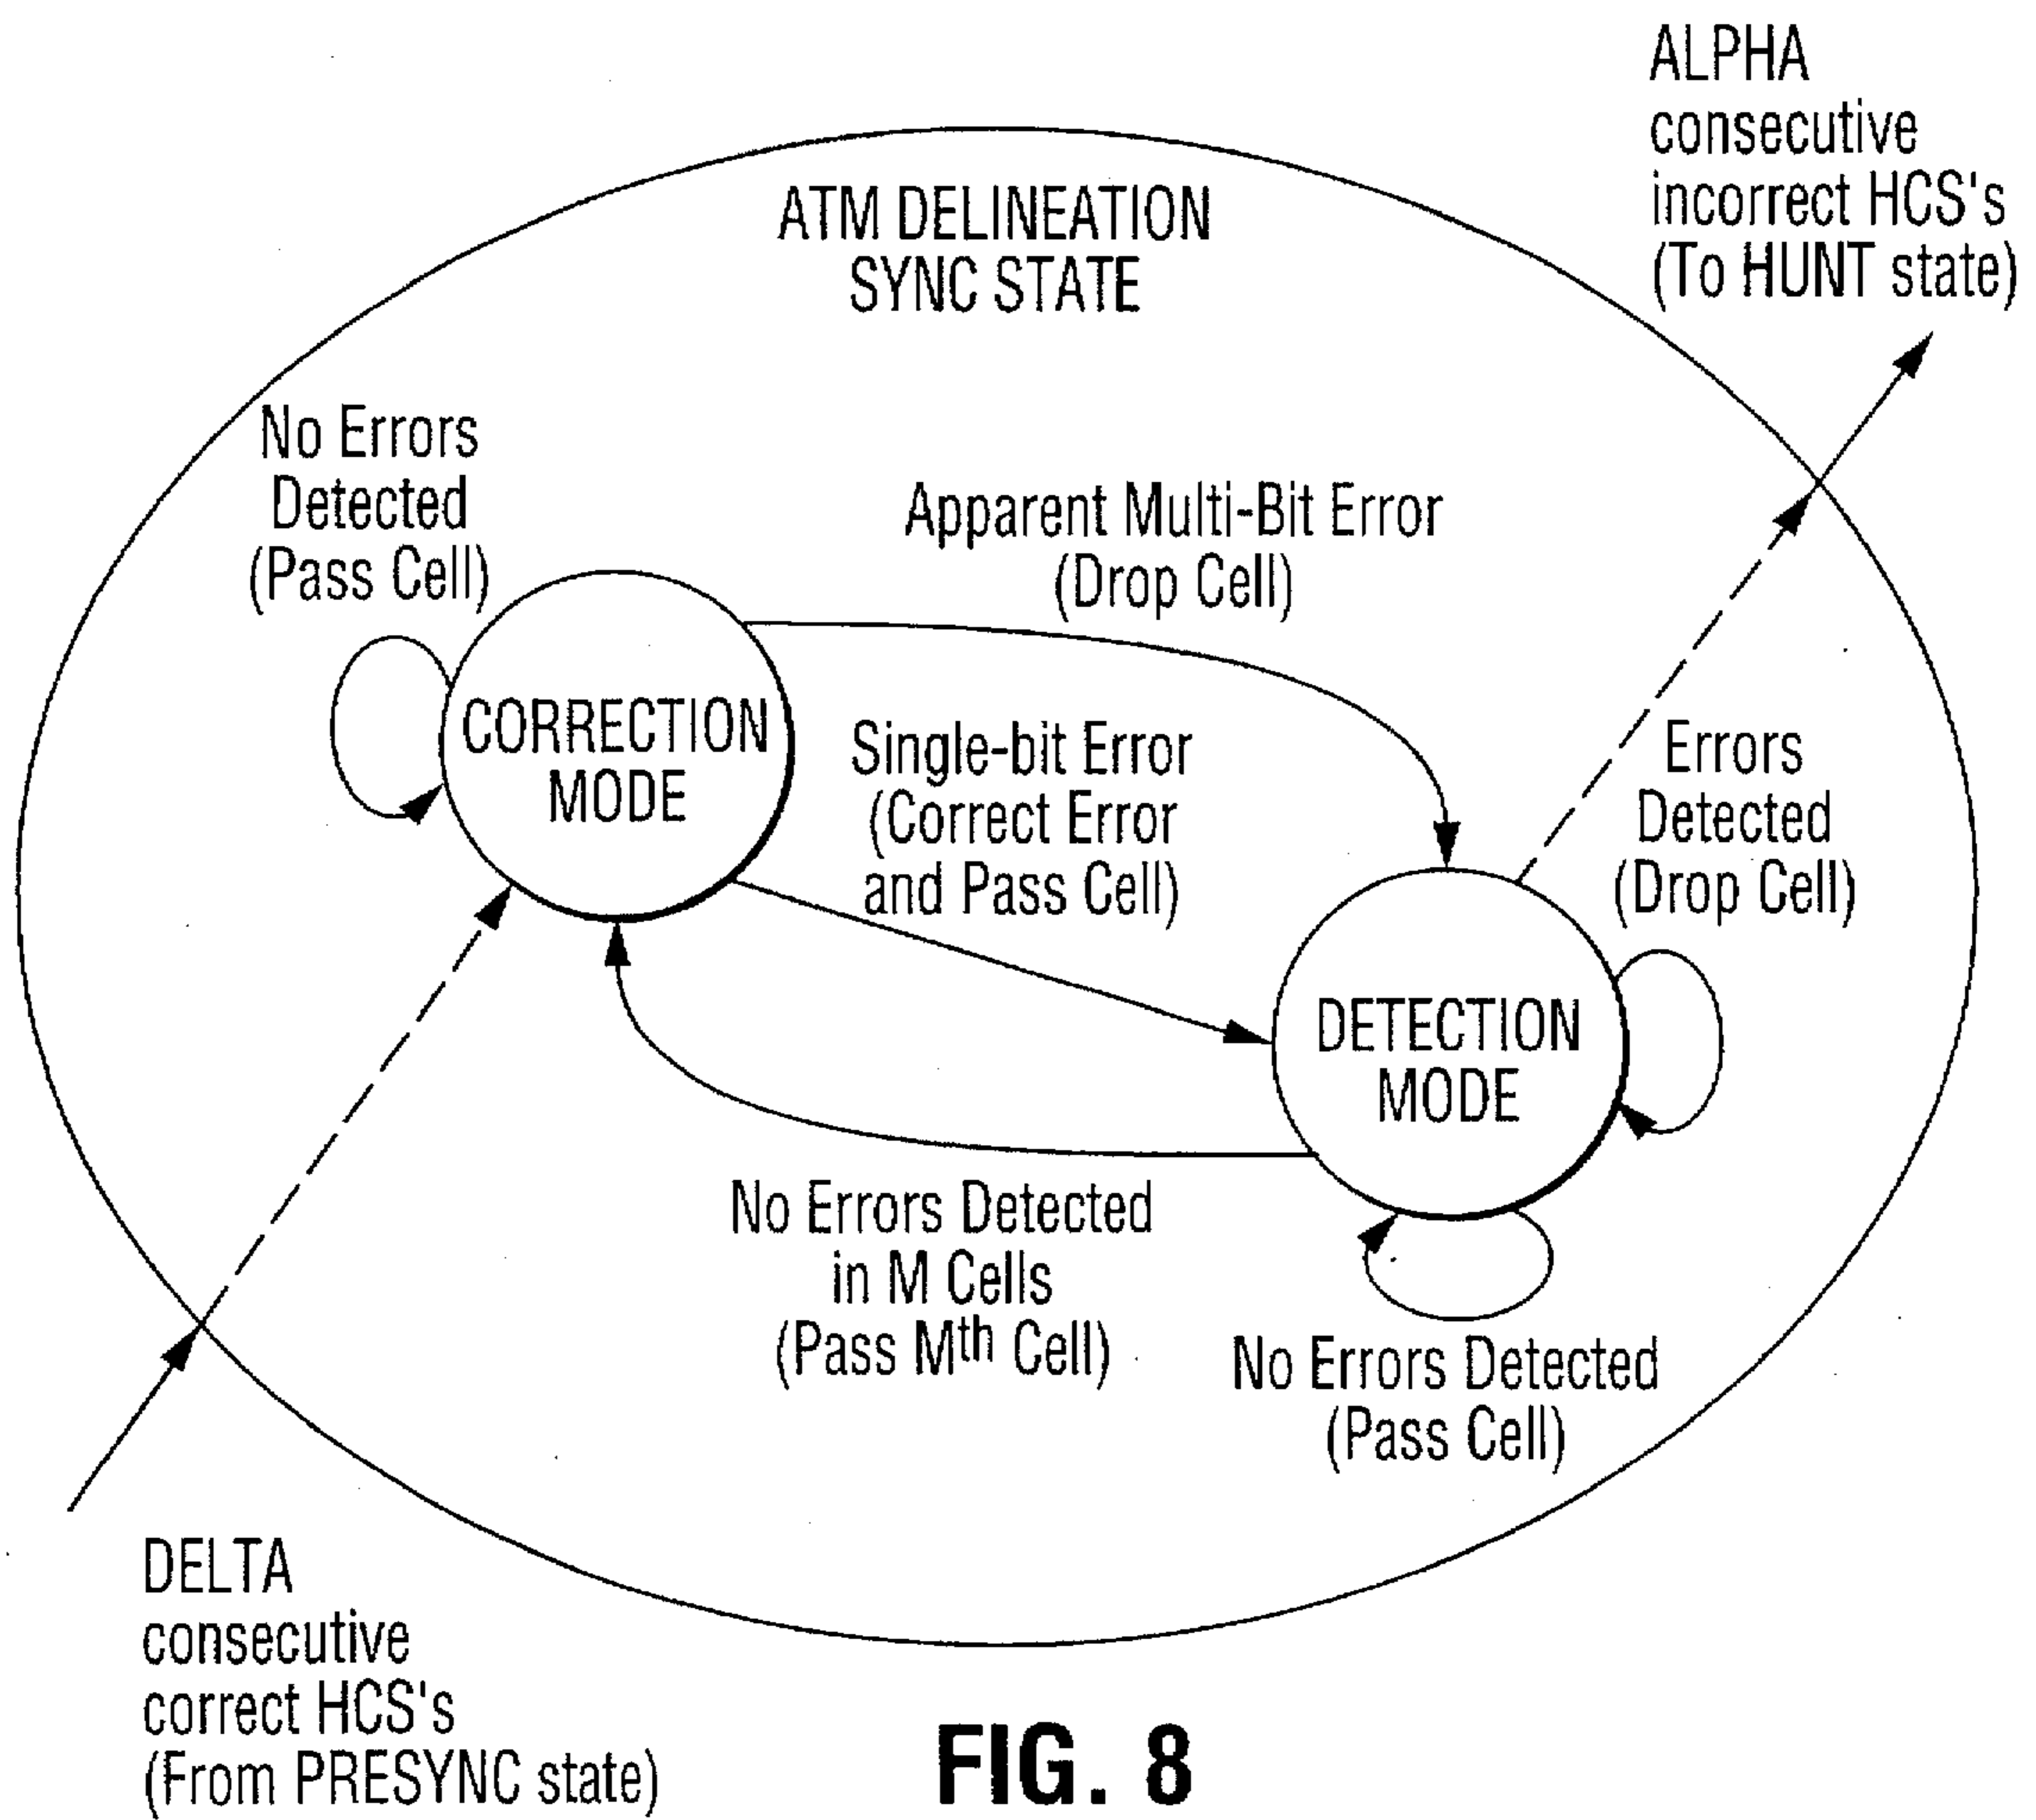 ALPHA
consecutive
incorrect HCS's
(To HUNT state)
ATM DELINEATION
SYNC STATE
No Errors
Detected
(Pass Cell)
Apparent Multi-Bit Error
(Drop Cell)
CORRECTION
MODE
Single-bit Error
(Correct Error
and Pass Cell)
Errors
Detected
(Drop Cell)
DETECTION
MODE
No Errors Detected
in M Cells
(Pass Mth Cell)
No Errors Detected
(Pass Cell)
DELTA
consecutive
correct HCS's
(From PRESYNC state)
FIG. 8